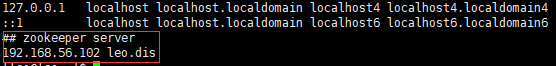 127.0.0.1   localhost localhost.localdomain localhost4 localhost4.localdomain4
::1         localhost localhost.localdomain localhost6 localhost6.localdomain6
## zookeeper server
192.168.56.102 leo.dis